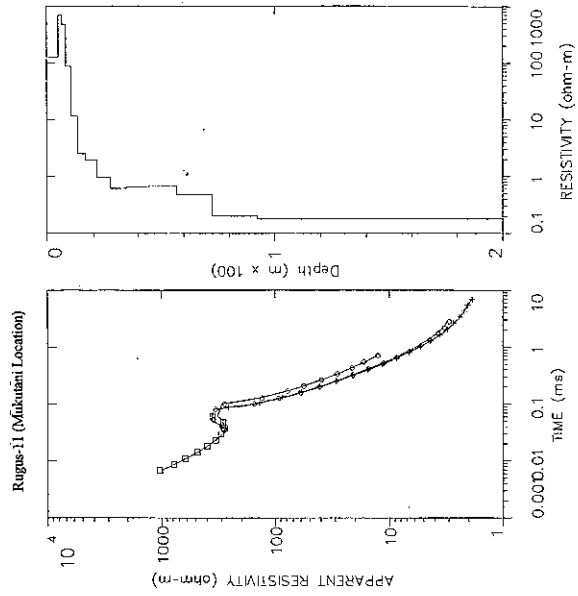 Rugus-11 (Mukutani Location)
APPARENT RESISTIVITY (ohm-m)
10 4
1000
100
10
1
0.001 0.01 0.1 1 10
TIME (ms)
Depth (m x 100)
0
1
2
0.1 1 10 100 1000
RESISTIVITY (ohm-m)